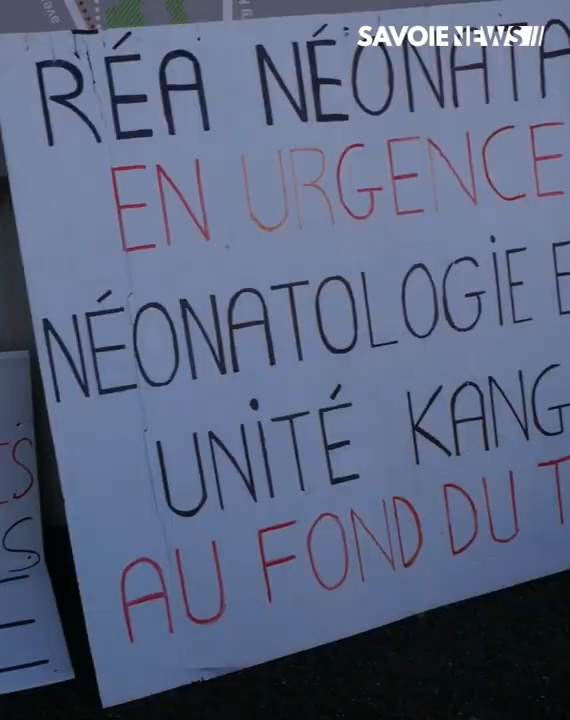 SAVOIE NEWS
RÉA NÉONATA
EN URGENCE
NÉONATOLOGIE E
UNITÉ KANG
AU FOND DU T